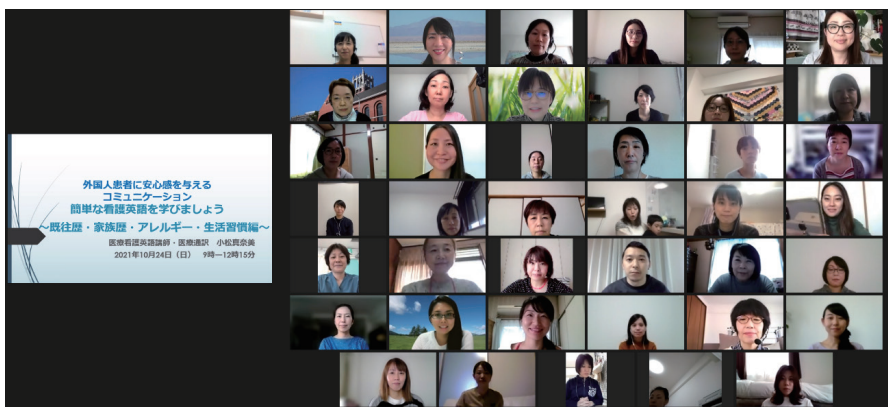 外国人患者に安心感を与える
コミュニケーション
簡単な看護英語を学びましょう
～既往歴・家族歴・アレルギー・生活習慣編～
医療看護英語講師・医療通訳　小松真奈美
2021年10月24日（日）　9時ー12時15分